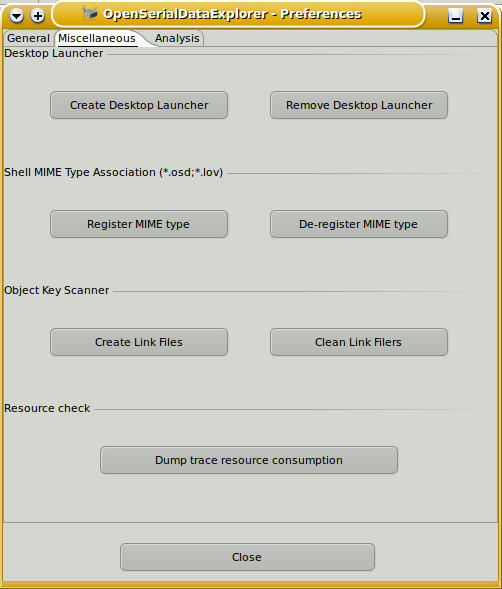 OpenSerialDataExplorer - Preferences
General Miscellaneous Analysis
Desktop Launcher
Create Desktop Launcher Remove Desktop Launcher
Shell MIME Type Association (*.osd;*.lov)
Register MIME type De-register MIME type
Object Key Scanner
Create Link Files Clean Link Filers
Resource check
Dump trace resource consumption
Close